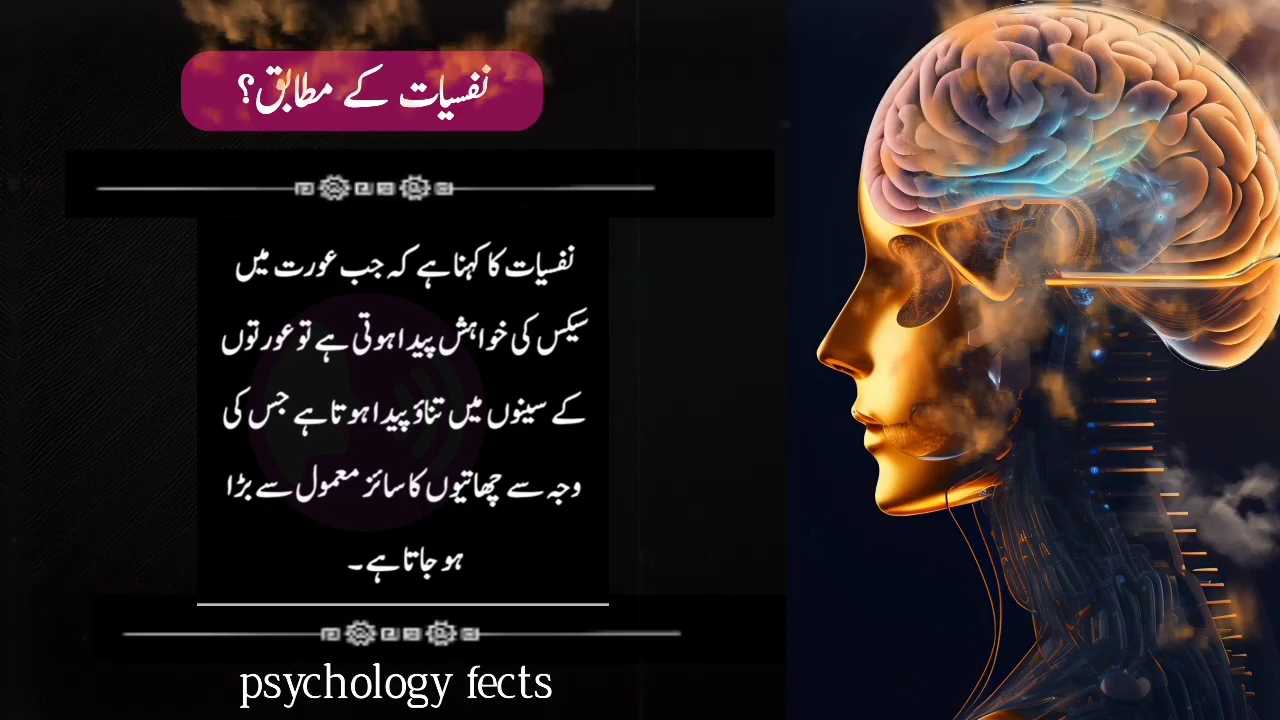 نفسیات کے مطابق؟
نفسیات کا کہنا ہے کہ جب عورت میں
سیکس کی خواہش پیدا ہوتی ہے تو عورتوں
کے سینوں میں تناؤ پیدا ہوتا ہے جس کی
وجہ سے چھاتیوں کا سائز معمول سے بڑا
ہو جاتا ہے۔
psychology fects